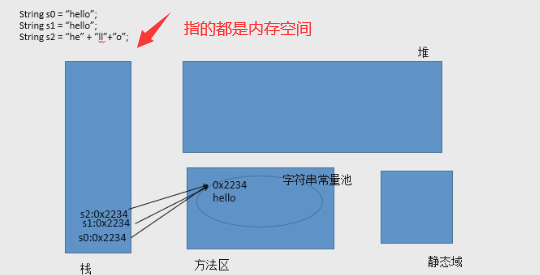 String s0 = “hello”;
String s1 = “hello”;
String s2 = “he” + “ll”+“o”;
指的都是内存空间
堆
0x2234
hello
字符串常量池
s2:0x2234
s1:0x2234
s0:0x2234
栈
方法区
静态域